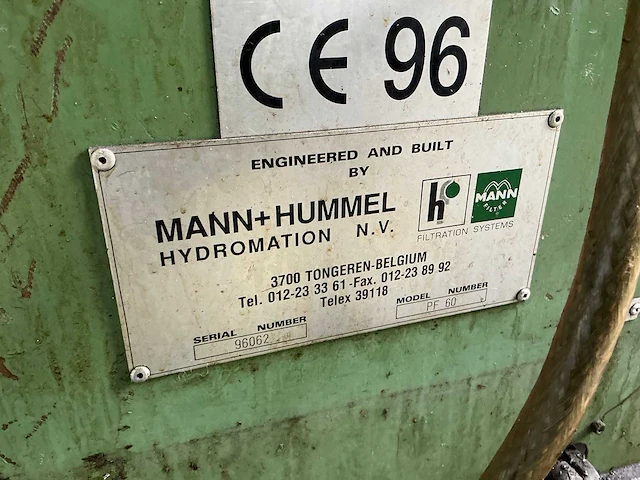 CE 96
ENGINEERED AND BUILT
BY
MANN+HUMMEL
HYDROMATION N.V.
h
MANN
FILTER
FILTRATION SYSTEMS
3700 TONGEREN-BELGIUM
Tel. 012-23 33 61 -Fax. 012-23 89 92
Telex 39118
SERIAL NUMBER
96062
MODEL NUMBER
PF 60